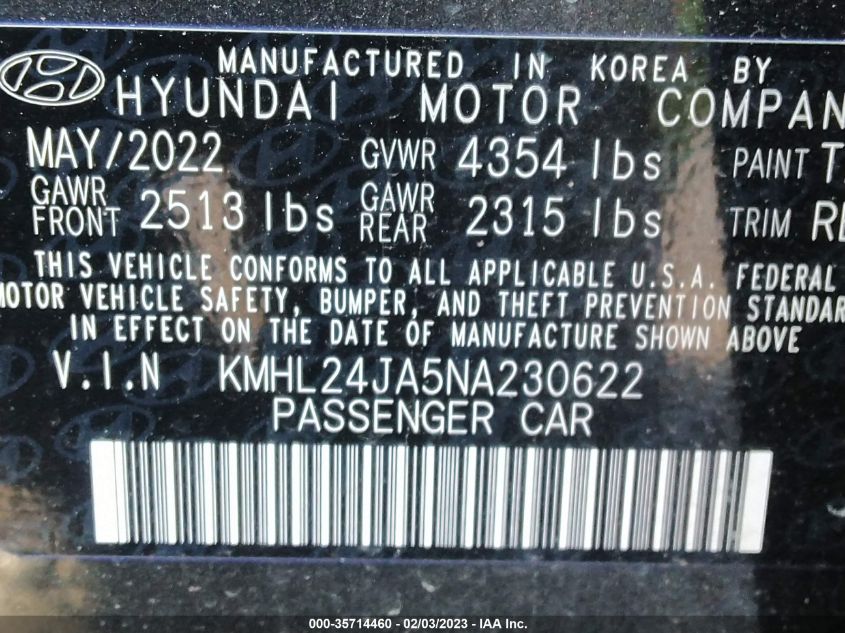 MANUFACTURED IN KOREA BY
HYUNDAI MOTOR COMPAN
MAY/2022 GVWR 4354 lbs PAINT T
GAWR FRONT 2513 lbs GAWR REAR 2315 lbs TRIM RE
THIS VEHICLE CONFORMS TO ALL APPLICABLE U.S.A. FEDERAL
MOTOR VEHICLE SAFETY, BUMPER, AND THEFT PREVENTION STANDAR
IN EFFECT ON THE DATE OF MANUFACTURE SHOWN ABOVE
V.I.N KMHL24JA5NA230622
PASSENGER CAR
000-35714460 - 02/03/2023 - IAA Inc.